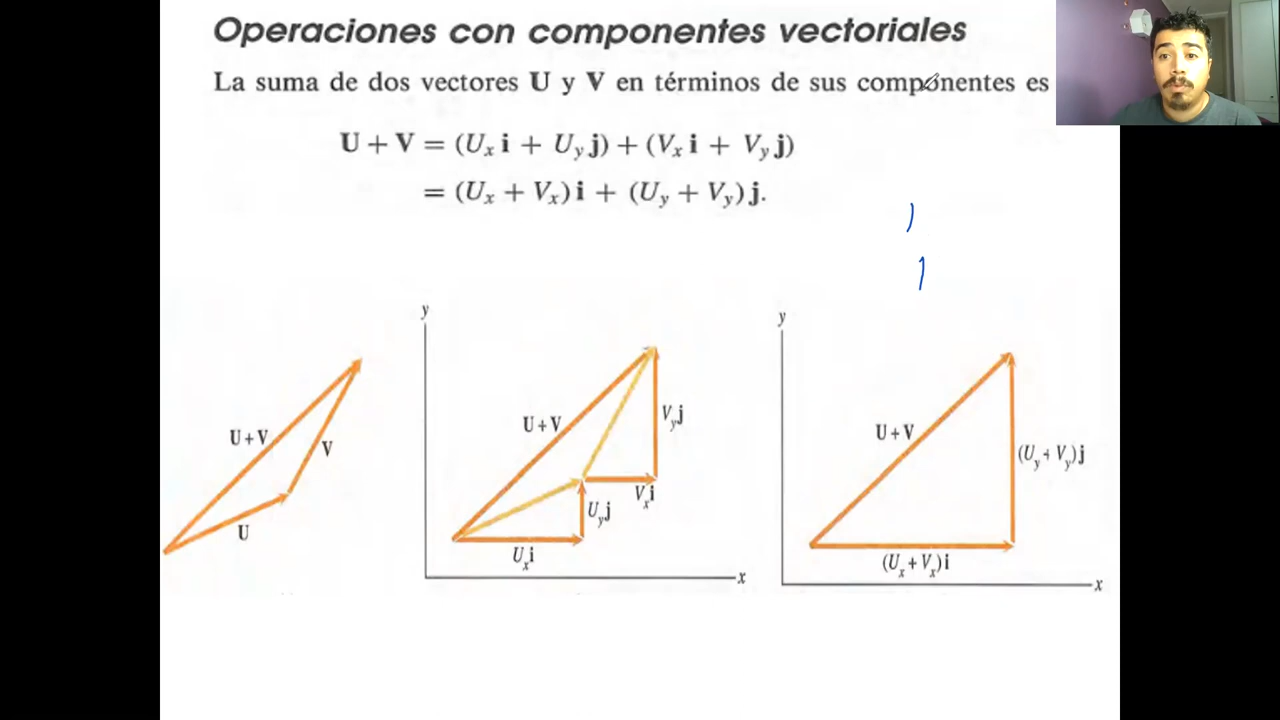 Operaciones con componentes vectoriales
La suma de dos vectores U y V en términos de sus componentes es
U + V = (Uₓ i + U_y j) + (Vₓ i + V_y j)
= (Uₓ + Vₓ) i + (U_y + V_y) j.
U+V
V
U
y
U+V
V_y j
Vₓ i
U_y j
Uₓ i
x
y
U+V
(U_y + V_y) j
(Uₓ + Vₓ) i
x